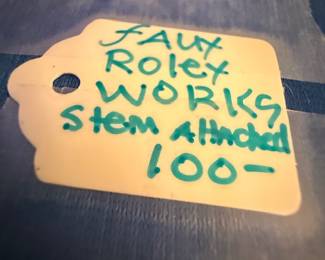 FAUX
Rolex
WORKS
Stem Attached
100-